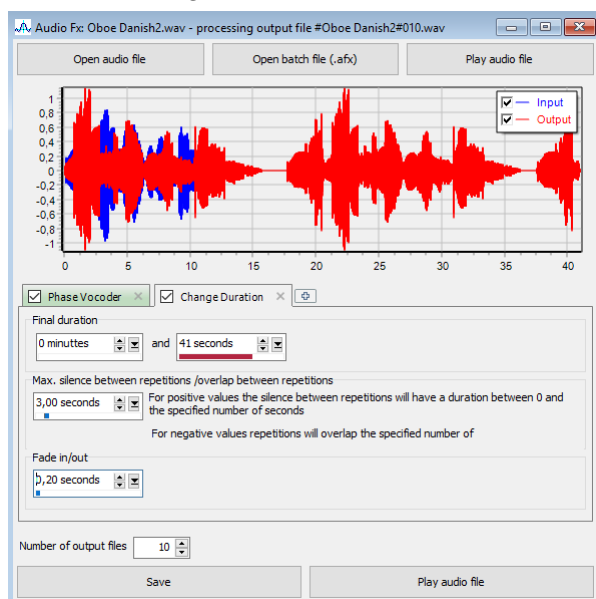 Audio Fx: Oboe Danish2.wav - processing output file #Oboe Danish2#010.wav
Open audio file Open batch file (.afx) Play audio file
Input
Output
1
0,8
0,6
0,4
0,2
0
-0,2
-0,4
-0,6
-0,8
-1
0 5 10 15 20 25 30 35 40
Phase Vocoder Change Duration
Final duration
0 minuttes and 41 seconds
Max. silence between repetitions /overlap between repetitions
3,00 seconds
For positive values the silence between repetitions will have a duration between 0 and
the specified number of seconds
For negative values repetitions will overlap the specified number of
Fade in/out
0,20 seconds
Number of output files 10
Save Play audio file